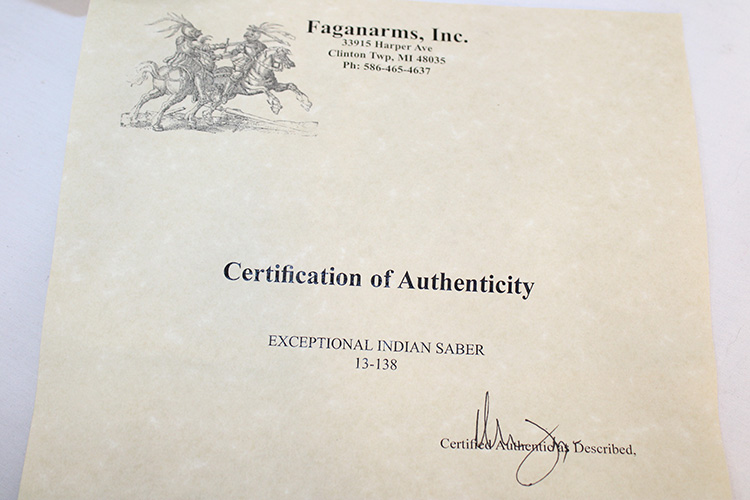 Faganarms, Inc.
33915 Harper Ave
Clinton Twp, MI 48035
Ph: 586-465-4637
Certification of Authenticity
EXCEPTIONAL INDIAN SABER
13-138
Certified Authentic as Described,